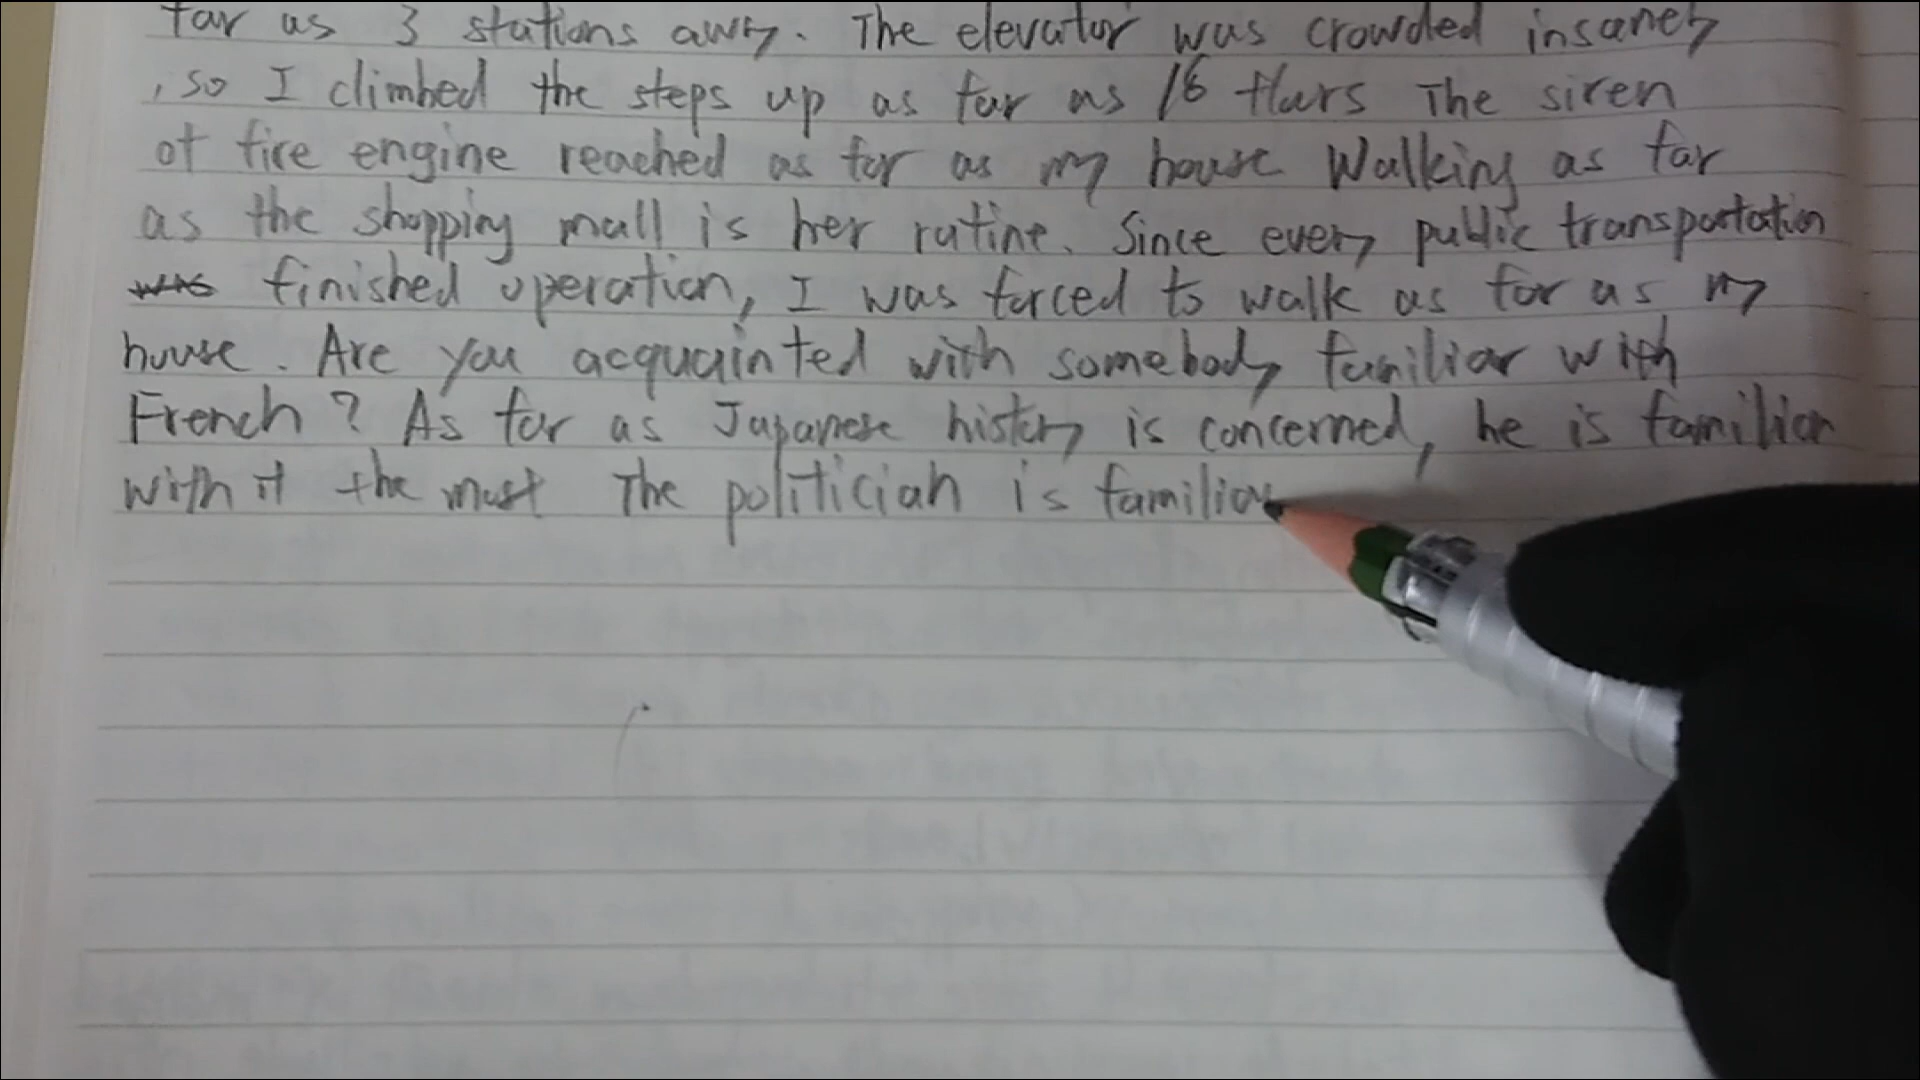 far as 3 stations away. The elevator was crowded insanely
, so I climbed the steps up as far as 16 floors The siren
of fire engine reached as far as my house Walking as far
as the shopping mall is her rutine. Since every public transportation
finished operation, I was forced to walk as far as my
house. Are you acquainted with somebody familiar with
French? As far as Japanese history is concerned, he is familiar
with it the most The politician is familiar